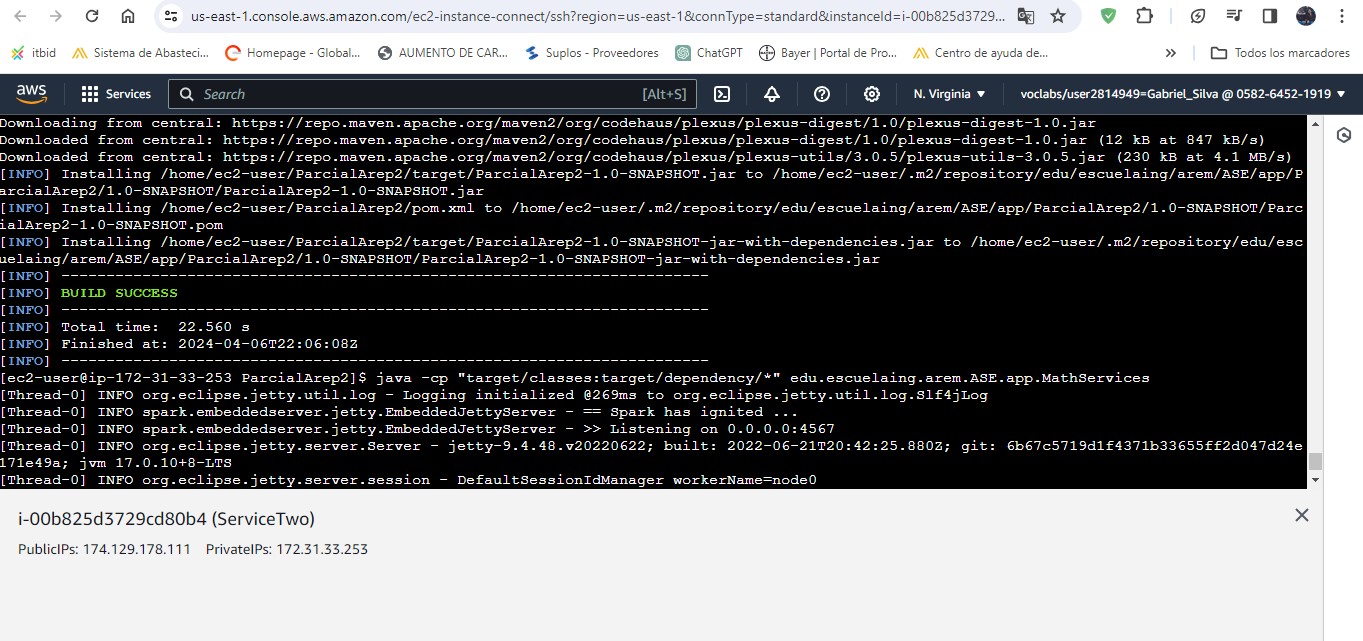 us-east-1.console.aws.amazon.com/ec2-instance-connect/ssh?region=us-east-1&connType=standard&instanceId=i-00b825d3729...
itbid Sistema de Abasteci... Homepage - Global... AUMENTO DE CAR... Suplos - Proveedores ChatGPT Bayer | Portal de Pro... Centro de ayuda de... » Todos los marcadores
aws Services Search [Alt+S] N. Virginia voclabs/user2814949=Gabriel_Silva @ 0582-6452-1919
Downloading from central: https://repo.maven.apache.org/maven2/org/codehaus/plexus/plexus-digest/1.0/plexus-digest-1.0.jar
Downloaded from central: https://repo.maven.apache.org/maven2/org/codehaus/plexus/plexus-digest/1.0/plexus-digest-1.0.jar (12 kB at 847 kB/s)
Downloaded from central: https://repo.maven.apache.org/maven2/org/codehaus/plexus/plexus-utils/3.0.5/plexus-utils-3.0.5.jar (230 kB at 4.1 MB/s)
[INFO] Installing /home/ec2-user/ParcialArep2/target/ParcialArep2-1.0-SNAPSHOT.jar to /home/ec2-user/.m2/repository/edu/escuelaing/arem/ASE/app/P
arcialArep2/1.0-SNAPSHOT/ParcialArep2-1.0-SNAPSHOT.jar
[INFO] Installing /home/ec2-user/ParcialArep2/pom.xml to /home/ec2-user/.m2/repository/edu/escuelaing/arem/ASE/app/ParcialArep2/1.0-SNAPSHOT/Parc
ialArep2-1.0-SNAPSHOT.pom
[INFO] Installing /home/ec2-user/ParcialArep2/target/ParcialArep2-1.0-SNAPSHOT-jar-with-dependencies.jar to /home/ec2-user/.m2/repository/edu/esc
uelaing/arem/ASE/app/ParcialArep2/1.0-SNAPSHOT/ParcialArep2-1.0-SNAPSHOT-jar-with-dependencies.jar
[INFO] ------------------------------------------------------------------------
[INFO] BUILD SUCCESS
[INFO] ------------------------------------------------------------------------
[INFO] Total time:  22.560 s
[INFO] Finished at: 2024-04-06T22:06:08Z
[INFO] ------------------------------------------------------------------------
[ec2-user@ip-172-31-33-253 ParcialArep2]$ java -cp "target/classes:target/dependency/*" edu.escuelaing.arem.ASE.app.MathServices
[Thread-0] INFO org.eclipse.jetty.util.log - Logging initialized @269ms to org.eclipse.jetty.util.log.Slf4jLog
[Thread-0] INFO spark.embeddedserver.jetty.EmbeddedJettyServer - == Spark has ignited ...
[Thread-0] INFO spark.embeddedserver.jetty.EmbeddedJettyServer - >> Listening on 0.0.0.0:4567
[Thread-0] INFO org.eclipse.jetty.server.Server - jetty-9.4.48.v20220622; built: 2022-06-21T20:42:25.880Z; git: 6b67c5719d1f4371b33655ff2d047d24e
171e49a; jvm 17.0.10+8-LTS
[Thread-0] INFO org.eclipse.jetty.server.session - DefaultSessionIdManager workerName=node0
i-00b825d3729cd80b4 (ServiceTwo)
PublicIPs: 174.129.178.111 PrivateIPs: 172.31.33.253